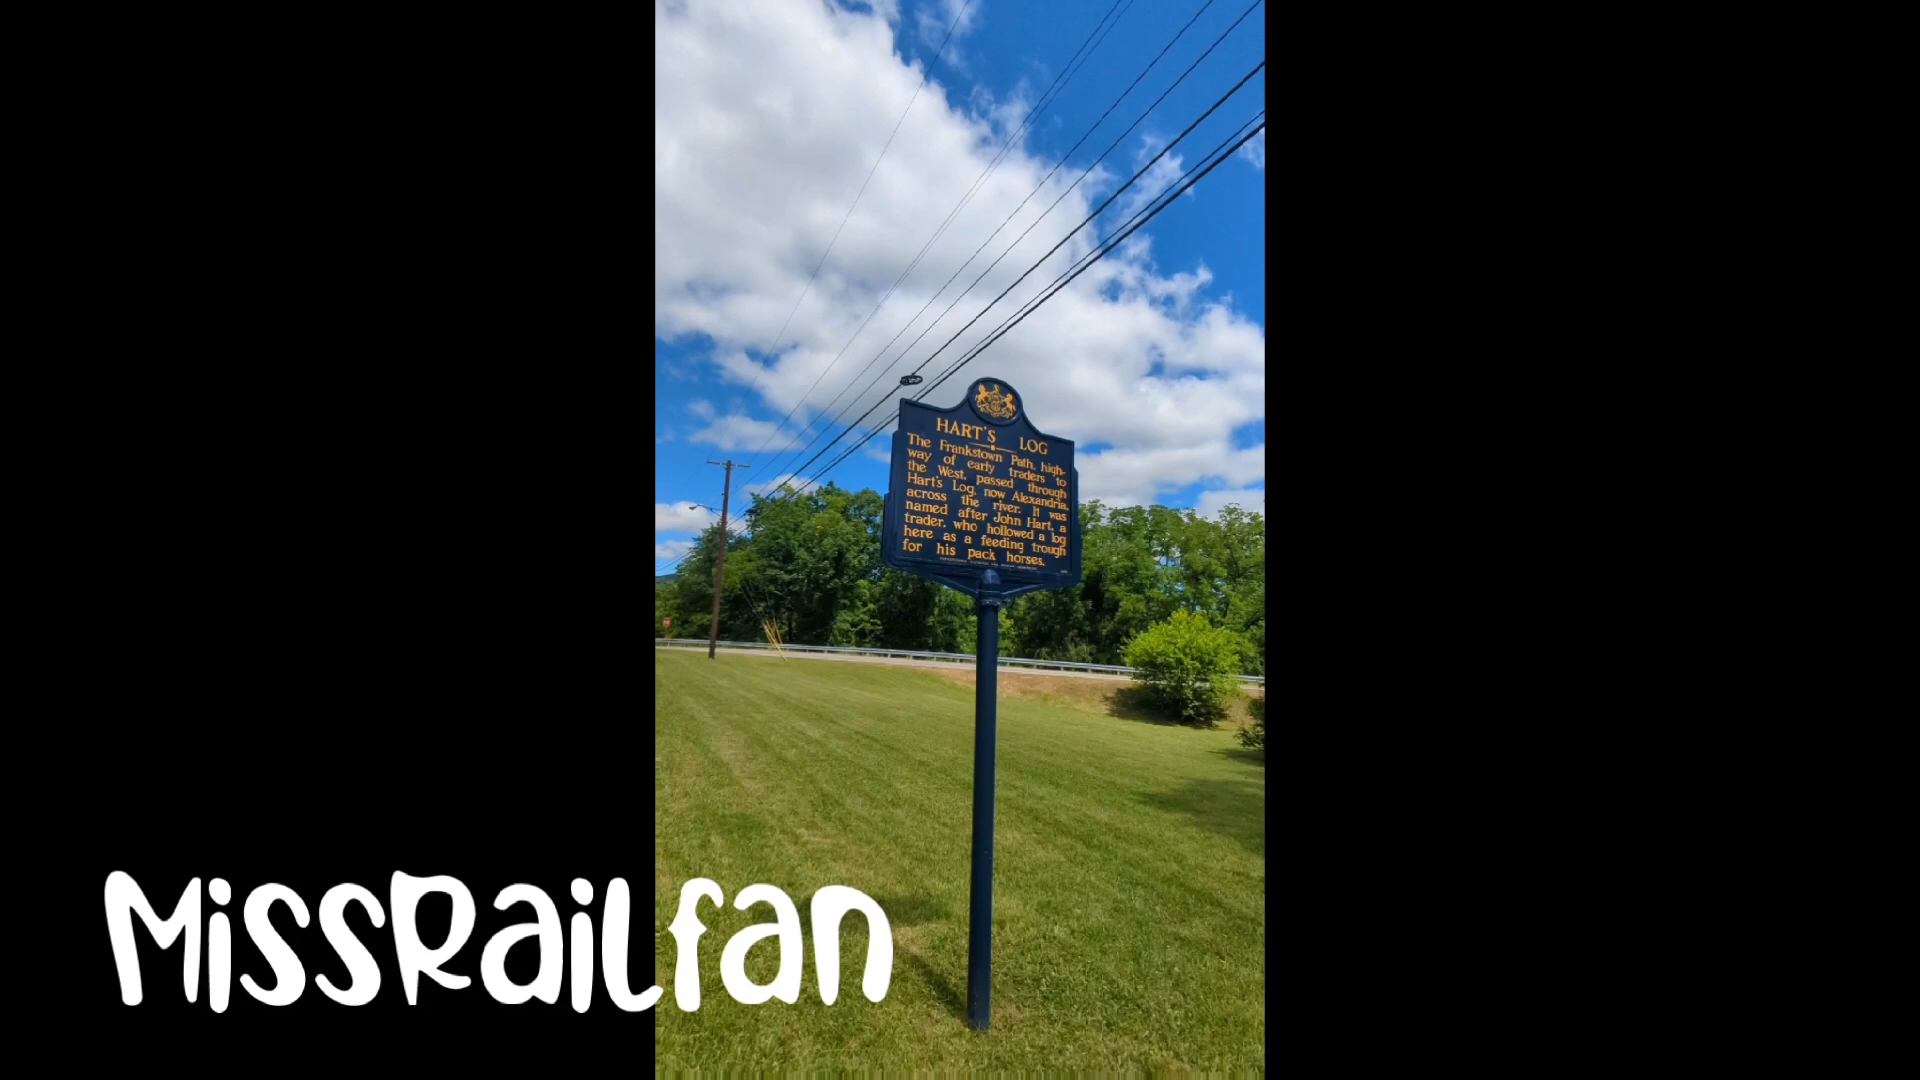 HART'S LOG
The Frankstown Path, high-
way of early traders to
the West, passed through
Hart's Log, now Alexandria,
across the river. It was
named after John Hart, a
trader, who hollowed a log
here as a feeding trough
for his pack horses.
MissRailfan